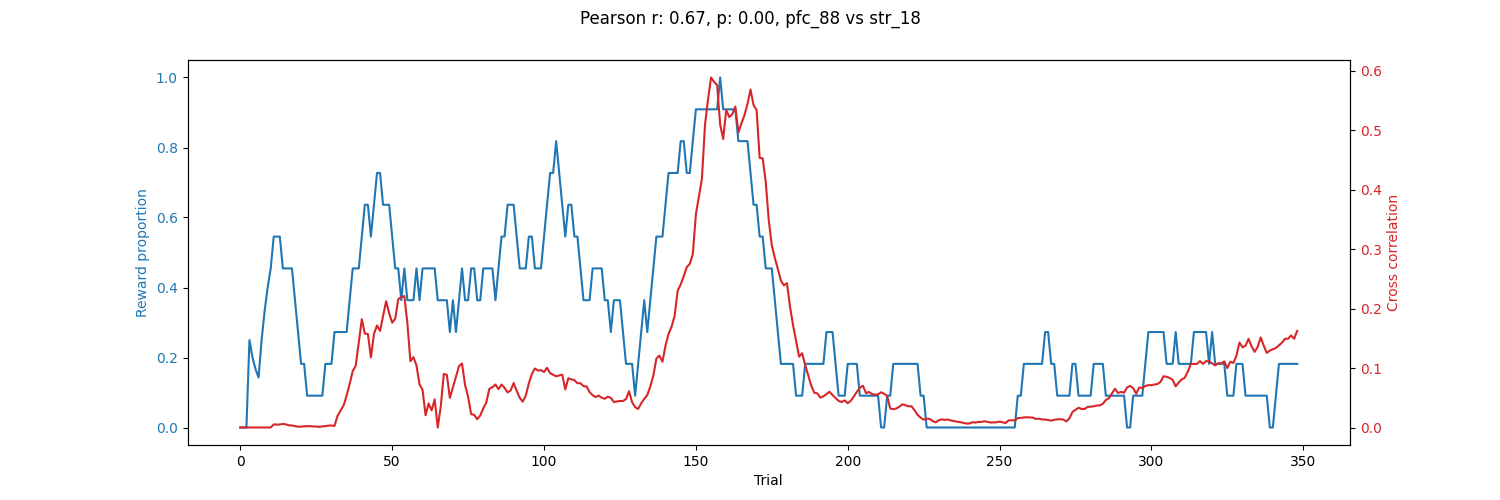 Pearson r: 0.67, p: 0.00, pfc_88 vs str_18
Reward proportion
1.0
0.8
0.6
0.4
0.2
0.0
0.6
0.5
0.4
0.3
0.2
0.1
0.0
Cross correlation
0 50 100 150 200 250 300 350
Trial